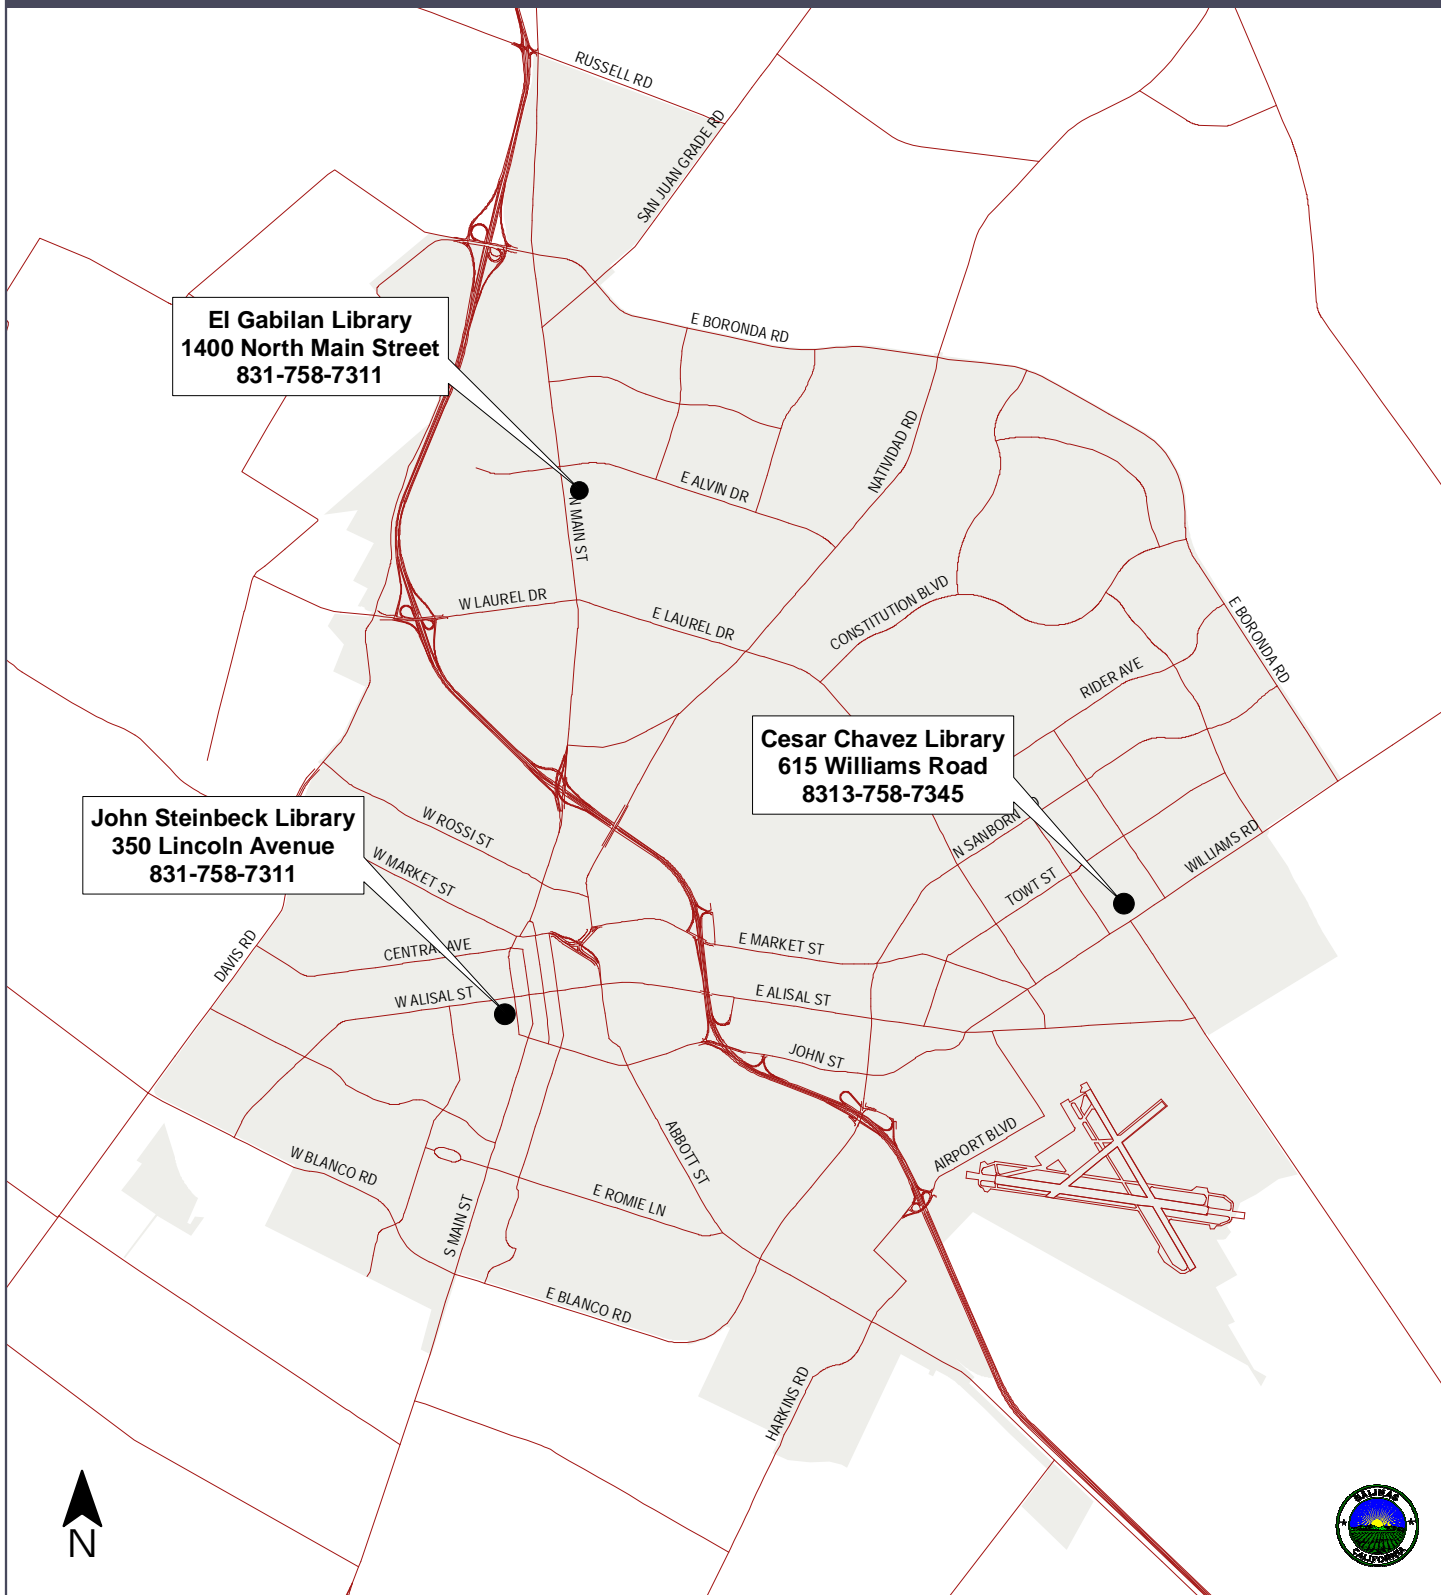 RUSSELL RD
SAN JUAN GRADE RD
El Gabilan Library
1400 North Main Street
831-758-7311
E BORONDA RD
NATIVIDAD RD
E ALVIN DR
N MAIN ST
W LAUREL DR
E LAUREL DR
CONSTITUTION BLVD
E BORONDA RD
RIDER AVE
Cesar Chavez Library
615 Williams Road
8313-758-7345
John Steinbeck Library
350 Lincoln Avenue
831-758-7311
W ROSSI ST
W MARKET ST
N SANBORN
TOWT ST
WILLIAMS RD
DAVIS RD
CENTRAL AVE
E MARKET ST
W ALISAL ST
E ALISAL ST
JOHN ST
ABBOTT ST
AIRPORT BLVD
W BLANCO RD
E ROMIE LN
S MAIN ST
E BLANCO RD
HARKINS RD
N
SALINAS
CALIFORNIA